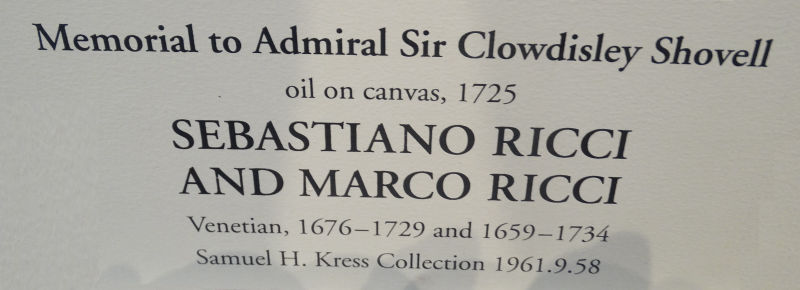 Memorial to Admiral Sir Clowdisley Shovell
oil on canvas, 1725
SEBASTIANO RICCI
AND MARCO RICCI
Venetian, 1676–1729 and 1659–1734
Samuel H. Kress Collection 1961.9.58